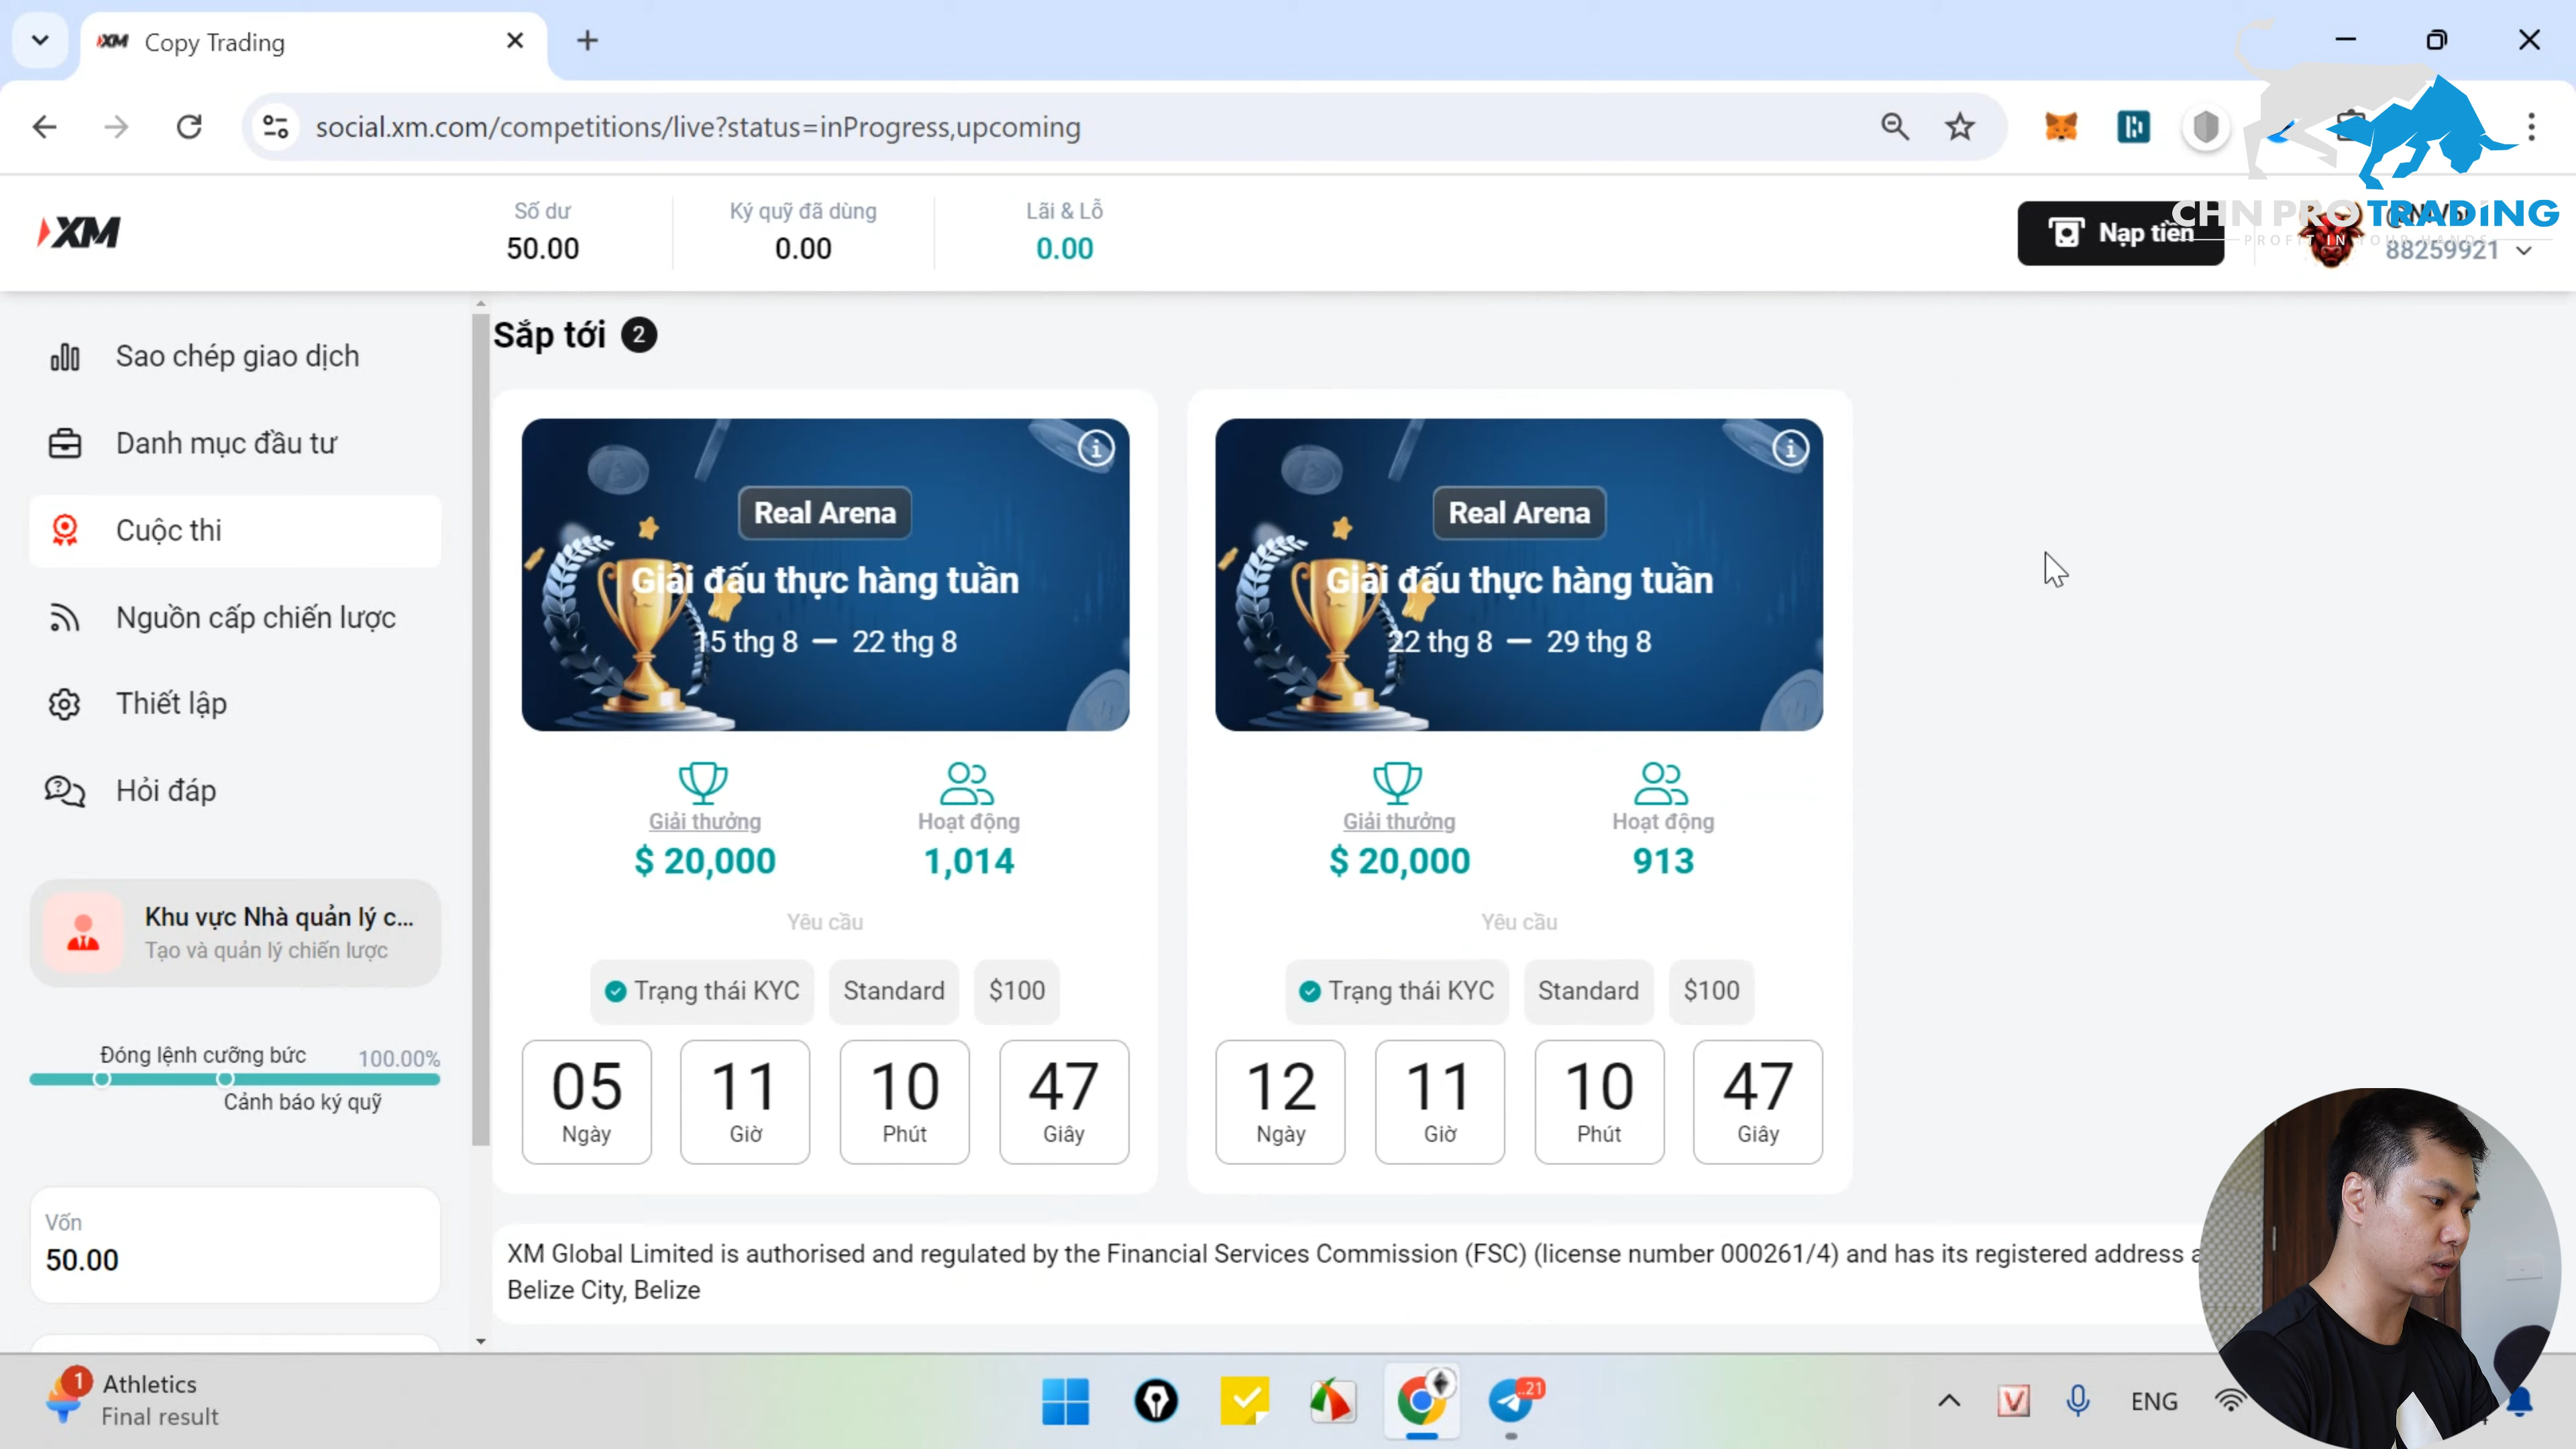 XM Copy Trading
social.xm.com/competitions/live?status=inProgress,upcoming
CHN PRO TRADING
PROFIT IN YOUR HANDS
XM
Số dư
50.00
Ký quỹ đã dùng
0.00
Lãi & Lỗ
0.00
Nạp tiền
88259921
Sao chép giao dịch
Danh mục đầu tư
Cuộc thi
Nguồn cấp chiến lược
Thiết lập
Hỏi đáp
Khu vực Nhà quản lý c...
Tạo và quản lý chiến lược
Đóng lệnh cưỡng bức 100.00%
Cảnh báo ký quỹ
Vốn
50.00
Sắp tới 2
Real Arena
Giải đấu thực hàng tuần
15 thg 8 — 22 thg 8
Giải thưởng
$ 20,000
Hoạt động
1,014
Yêu cầu
Trạng thái KYC Standard $100
05 11 10 47
Ngày Giờ Phút Giây
Real Arena
Giải đấu thực hàng tuần
22 thg 8 — 29 thg 8
Giải thưởng
$ 20,000
Hoạt động
913
Yêu cầu
Trạng thái KYC Standard $100
12 11 10 47
Ngày Giờ Phút Giây
XM Global Limited is authorised and regulated by the Financial Services Commission (FSC) (license number 000261/4) and has its registered address
Belize City, Belize
1
Athletics
Final result
..21
V
ENG